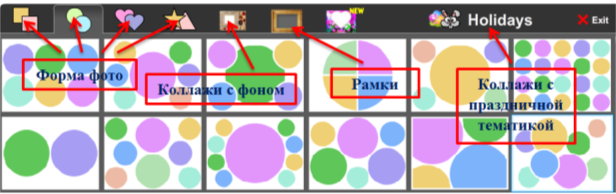 NEW
Holidays
Exit
Форма фото
Коллажи с фоном
Рамки
Коллажи с
праздничной
тематикой